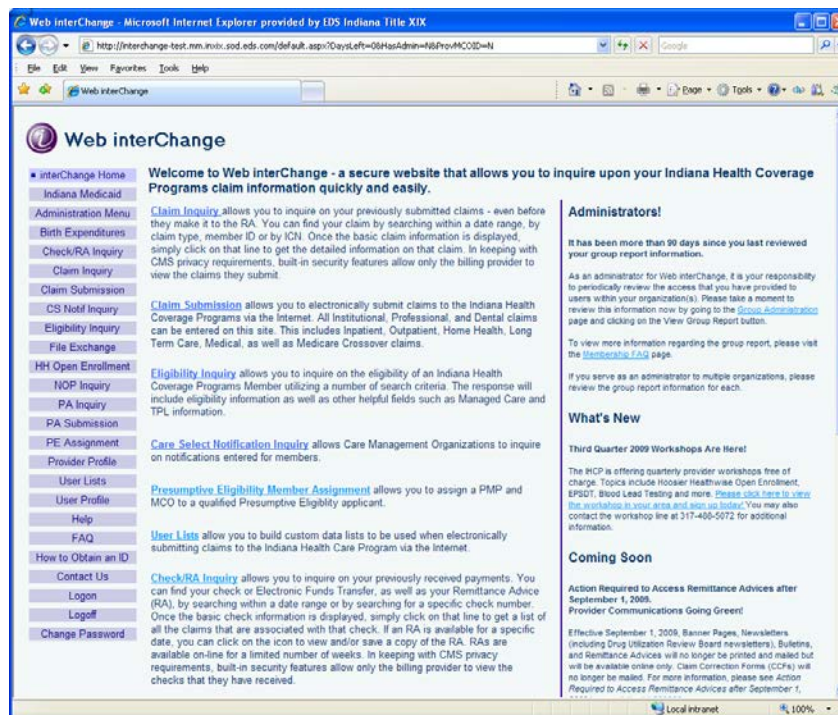 Web interChange - Microsoft Internet Explorer provided by EDS Indiana Title XIX
http://interchange-test.mm.inxix.sod.eds.com/default.aspx?DaysLeft=0&HasAdmin=N&ProvMCOID=N
Google
File Edit View Favorites Tools Help
Web interChange
Page Tools
Web interChange
interChange Home
Indiana Medicaid
Administration Menu
Birth Expenditures
Check/RA Inquiry
Claim Inquiry
Claim Submission
CS Notif Inquiry
Eligibility Inquiry
File Exchange
HH Open Enrollment
NOP Inquiry
PA Inquiry
PA Submission
PE Assignment
Provider Profile
User Lists
User Profile
Help
FAQ
How to Obtain an ID
Contact Us
Logon
Logoff
Change Password
Welcome to Web interChange - a secure website that allows you to
inquire upon your Indiana Health Coverage
Programs claim information quickly and easily.
Claim Inquiry allows you to inquire on your previously submitted claims - even before
they make it to the RA. You can find your claim by searching within a date range, by
claim type, member ID or by ICN. Once the basic claim information is displayed,
simply click on that line to get the detailed information on that claim. In keeping with
CMS privacy requirements, built-in security features allow only the billing provider to
view the claims they submit.
Claim Submission allows you to electronically submit claims to the Indiana Health
Coverage Programs via the Internet. All Institutional, Professional, and Dental claims
can be entered on this site. This includes Inpatient, Outpatient, Home Health, Long
Term Care, Medical, as well as Medicare Crossover claims.
Eligibility Inquiry allows you to inquire on the eligibility of an Indiana Health
Coverage Programs Member utilizing a number of search criteria. The response will
include eligibility information as well as other helpful fields such as Managed Care and
TPL information.
Care Select Notification Inquiry allows Care Management Organizations to inquire
on notifications entered for members.
Presumptive Eligibility Member Assignment allows you to assign a PMP and
MCO to a qualified Presumptive Eligiblity applicant.
User Lists allow you to build custom data lists to be used when electronically
submitting claims to the Indiana Health Care Program via the Internet.
Check/RA Inquiry allows you to inquire on your previously received payments. You
can find your check or Electronic Funds Transfer, as well as your Remittance Advice
(RA), by searching within a date range or by searching for a specific check number.
Once the basic check information is displayed, simply click on that line to get a list of
all the claims that are associated with that check. If an RA is available for a specific
date, you can click on the icon to view and/or save a copy of the RA. RAs are
available on-line for a limited number of weeks. In keeping with CMS privacy
requirements, built-in security features allow only the billing provider to view the
checks that they have received.
Administrators!
It has been more than 90 days since you last reviewed
your group report information.
As an administrator for Web interChange, it is your responsibility
to periodically review the access that you have provided to
users within your organization(s). Please take a moment to
review this information now by going to the Group Administration
page and clicking on the View Group Report button.
To view more information regarding the group report, please visit
the Membership FAQ page.
If you serve as an administrator to multiple organizations, please
review the group report information for each.
What's New
Third Quarter 2009 Workshops Are Here!
The IHCP is offering quarterly provider workshops free of
charge. Topics include Hoosier Healthwise Open Enrollment,
EPSDT, Blood Lead Testing and more. Please click here to view
the workshop in your area and sign up today! You may also
contact the workshop line at 317-488-5072 for additional
information.
Coming Soon
Action Required to Access Remittance Advices after
September 1, 2009.
Provider Communications Going Green!
Effective September 1, 2009, Banner Pages, Newsletters
(including Drug Utilization Review Board newsletters), Bulletins,
and Remittance Advices will no longer be printed and mailed but
will be available online only. Claim Correction Forms (CCFs) will
no longer be mailed. For more information, please see Action
Required to Access Remittance Advices after September 1,
Local intranet
100%